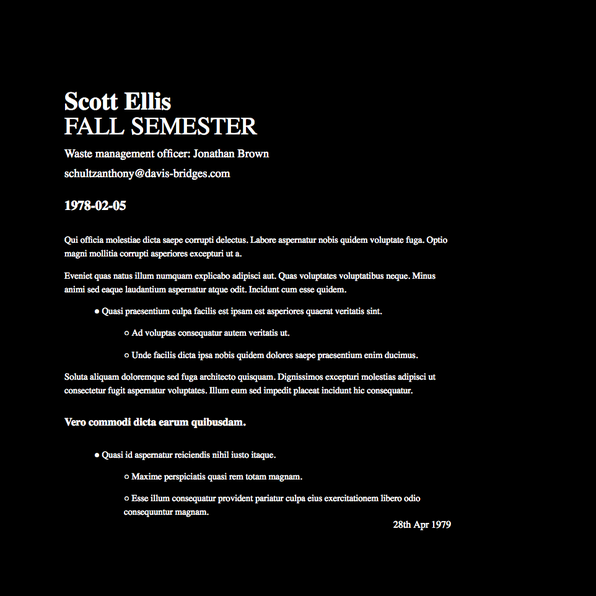 Scott Ellis
FALL SEMESTER
Waste management officer: Jonathan Brown
schultzanthony@davis-bridges.com
1978-02-05
Qui officia molestiae dicta saepe corrupti delectus. Labore aspernatur nobis quidem voluptate fuga. Optio
magni mollitia corrupti asperiores excepturi ut a.
Eveniet quas natus illum numquam explicabo adipisci aut. Quas voluptates voluptatibus neque. Minus
animi sed eaque laudantium aspernatur atque odit. Incidunt cum esse quidem.
● Quasi praesentium culpa facilis est ipsam est asperiores quaerat veritatis sint.
○ Ad voluptas consequatur autem veritatis ut.
○ Unde facilis dicta ipsa nobis quidem dolores saepe praesentium enim ducimus.
Soluta aliquam doloremque sed fuga architecto quisquam. Dignissimos excepturi molestias adipisci ut
consectetur fugit aspernatur voluptates. Illum eum sed impedit placeat incidunt hic consequatur.
Vero commodi dicta earum quibusdam.
● Quasi id aspernatur reiciendis nihil iusto itaque.
○ Maxime perspiciatis quasi rem totam magnam.
○ Esse illum consequatur provident pariatur culpa eius exercitationem libero odio
consequuntur magnam.
28th Apr 1979